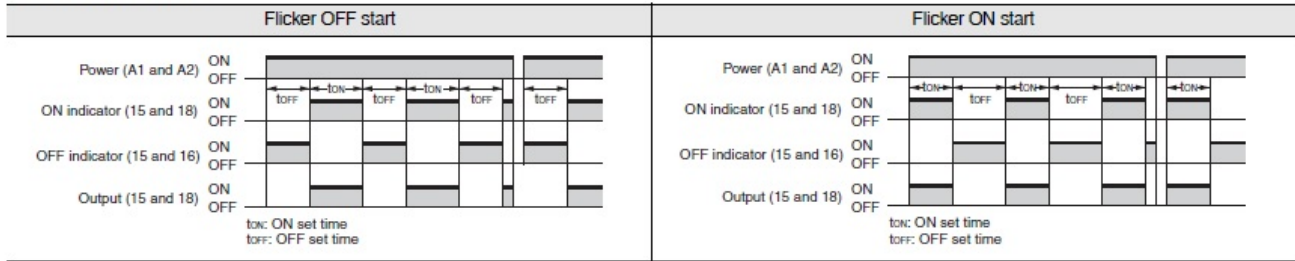 Flicker OFF start
Power (A1 and A2) ON
OFF
tOFF tON tOFF tON tOFF tOFF
ON indicator (15 and 18) ON
OFF
OFF indicator (15 and 16) ON
OFF
Output (15 and 18) ON
OFF
tON: ON set time
tOFF: OFF set time
Flicker ON start
Power (A1 and A2) ON
OFF
tON tOFF tON tOFF tON tON
ON indicator (15 and 18) ON
OFF
OFF indicator (15 and 16) ON
OFF
Output (15 and 18) ON
OFF
tON: ON set time
tOFF: OFF set time